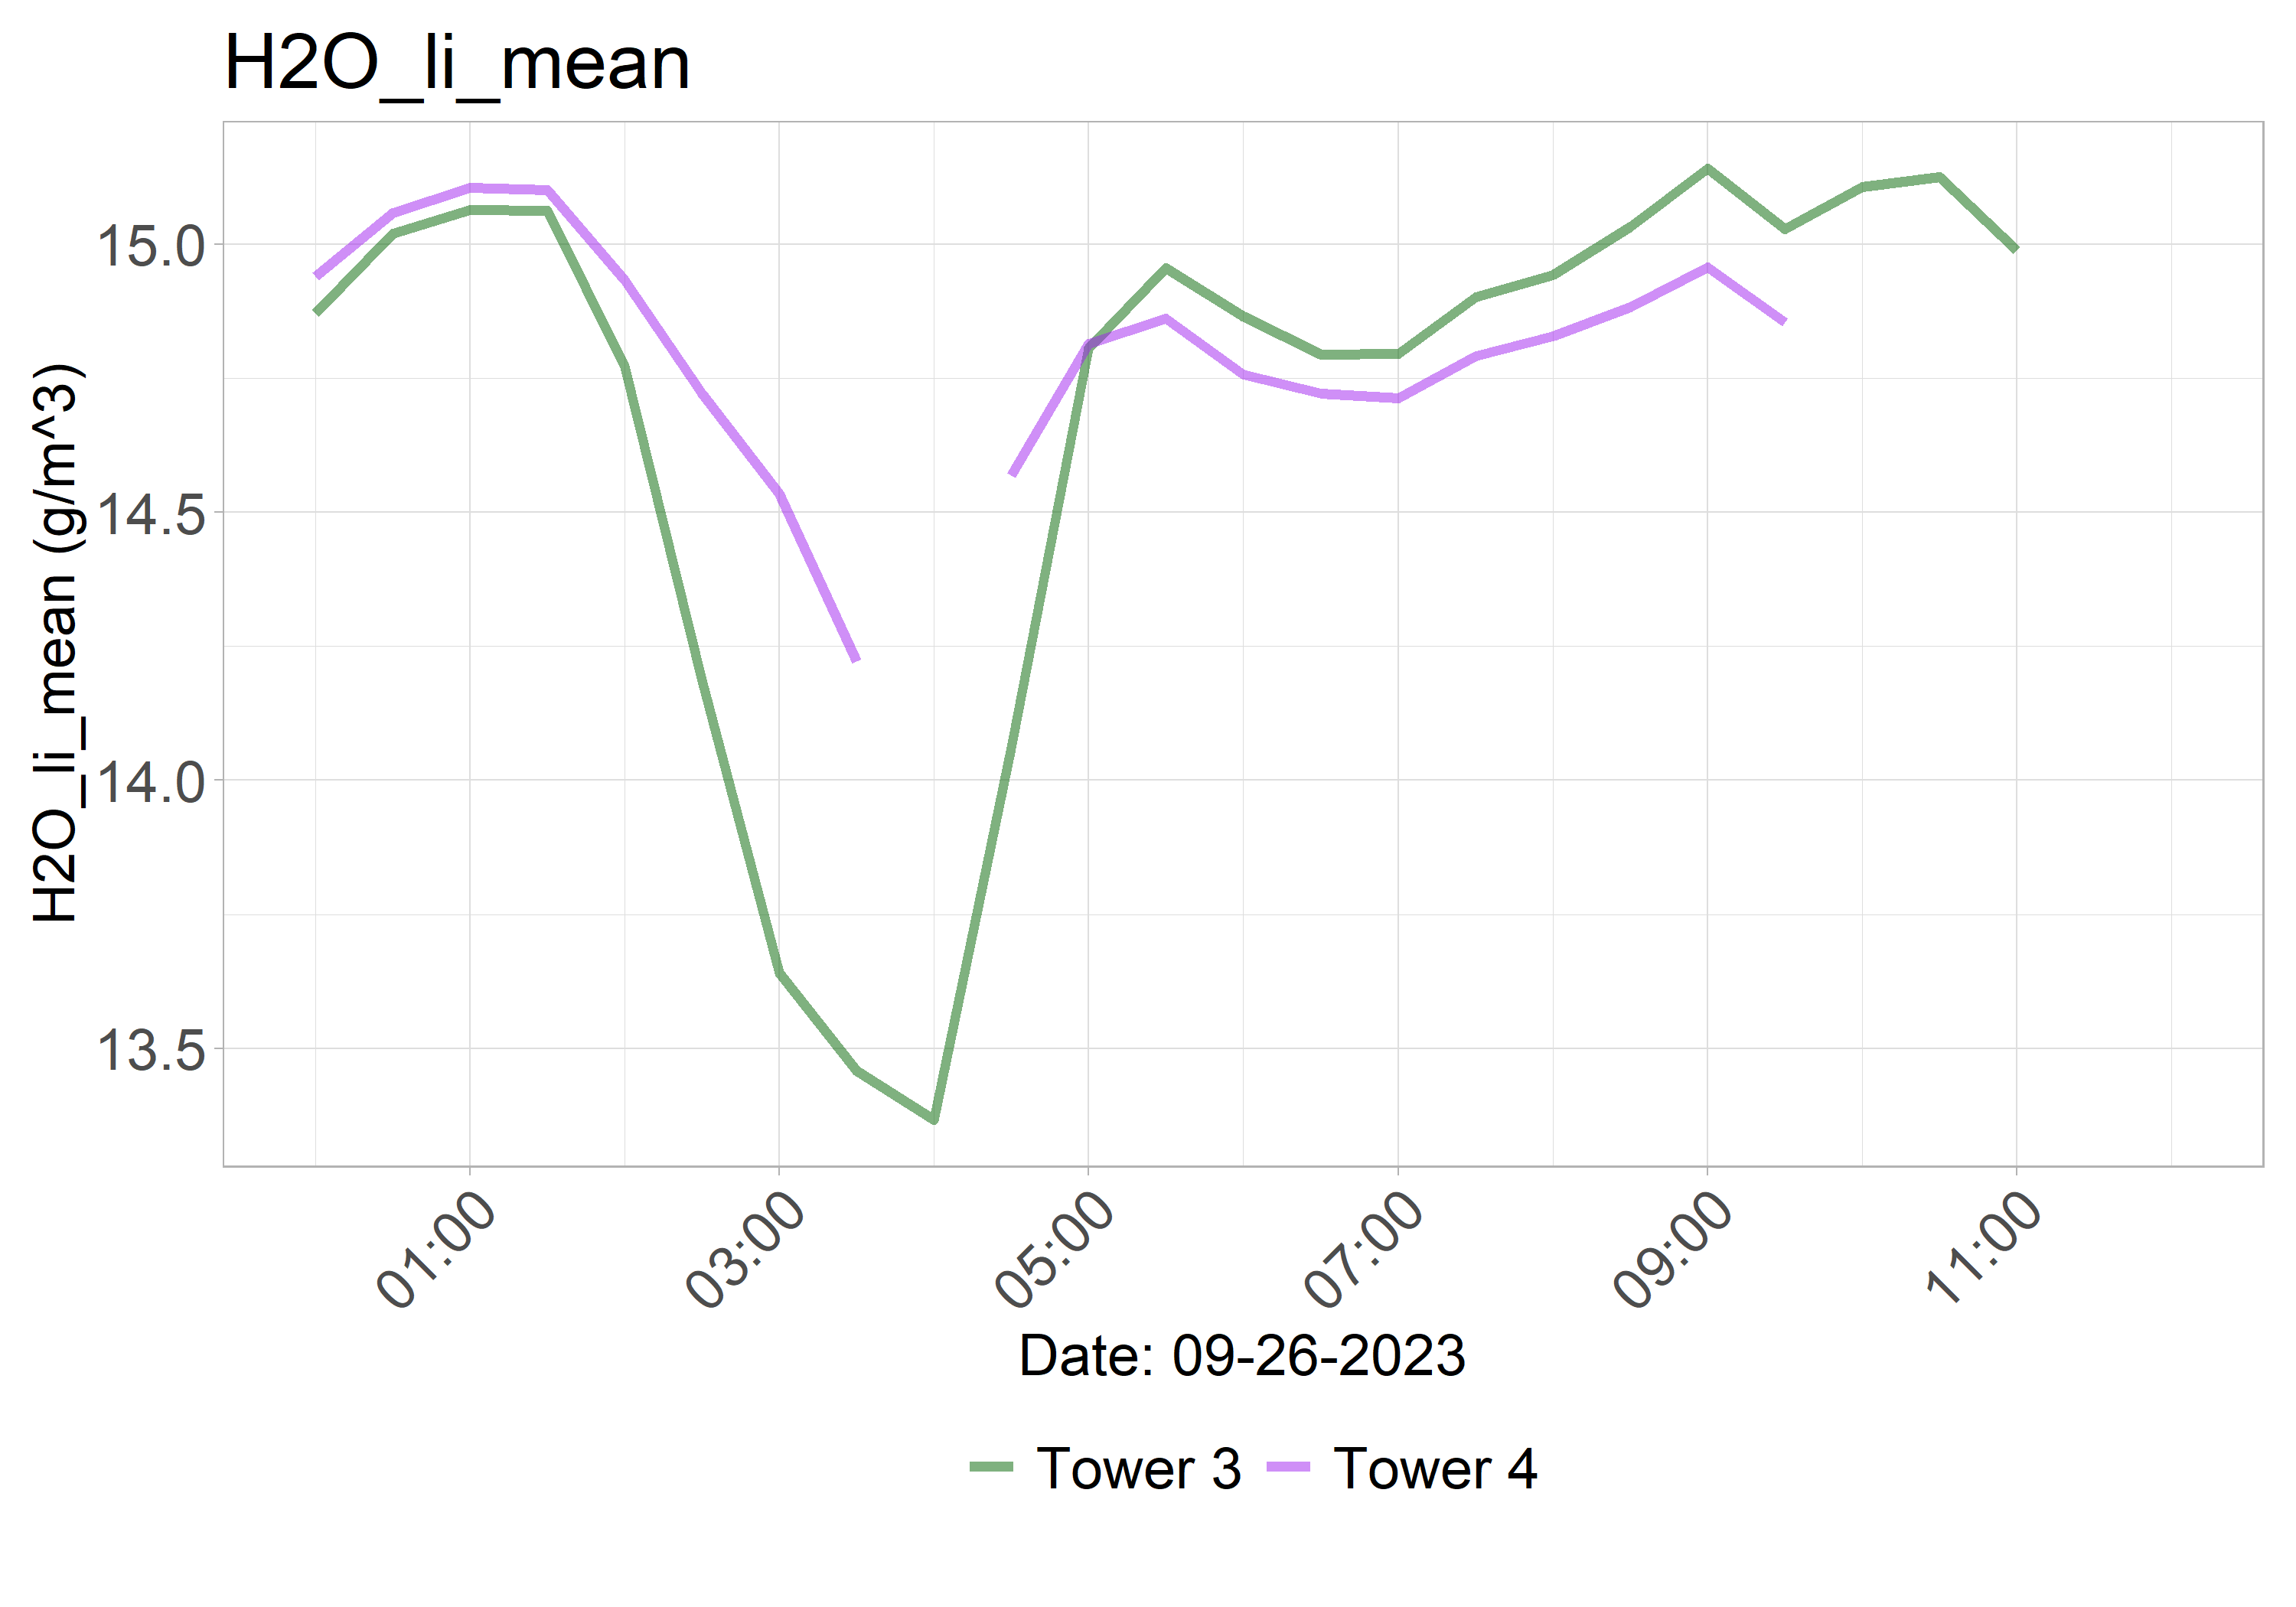 H2O_li_mean
H2O_li_mean (g/m^3)
15.0
14.5
14.0
13.5
01:00
03:00
05:00
07:00
09:00
11:00
Date: 09-26-2023
Tower 3
Tower 4